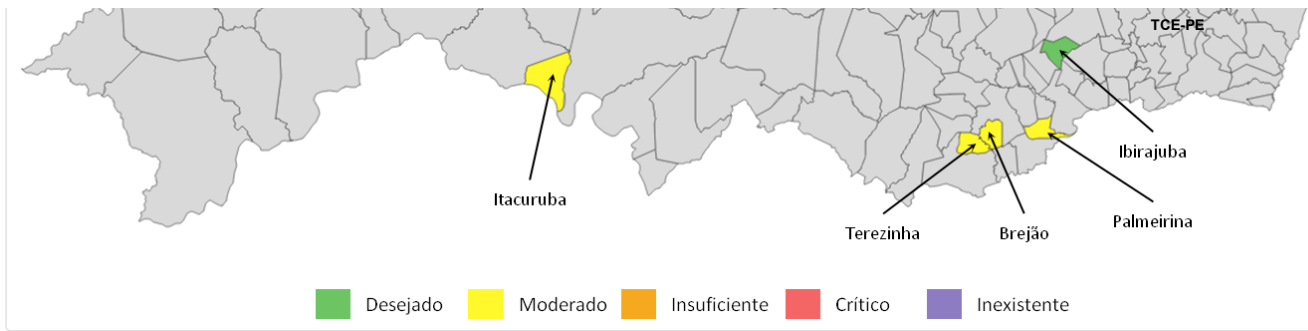 TCE-PE
Ibirajuba
Itacuruba
Palmeirina
Terezinha
Brejão
Desejado Moderado Insuficiente Crítico Inexistente